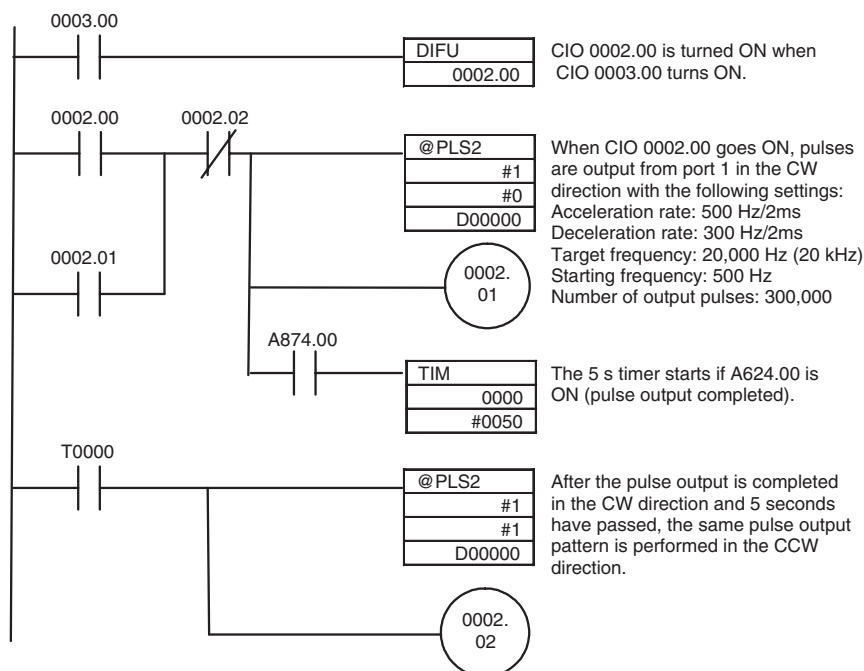 0003.00
DIFU
0002.00
CIO 0002.00 is turned ON when
CIO 0003.00 turns ON.
0002.00
0002.02
@PLS2
#1
#0
D00000
When CIO 0002.00 goes ON, pulses
are output from port 1 in the CW
direction with the following settings:
Acceleration rate: 500 Hz/2ms
Deceleration rate: 300 Hz/2ms
Target frequency: 20,000 Hz (20 kHz)
Starting frequency: 500 Hz
Number of output pulses: 300,000
0002.01
0002.
01
A874.00
TIM
0000
#0050
The 5 s timer starts if A624.00 is
ON (pulse output completed).
T0000
@PLS2
#1
#1
D00000
After the pulse output is completed
in the CW direction and 5 seconds
have passed, the same pulse output
pattern is performed in the CCW
direction.
0002.
02